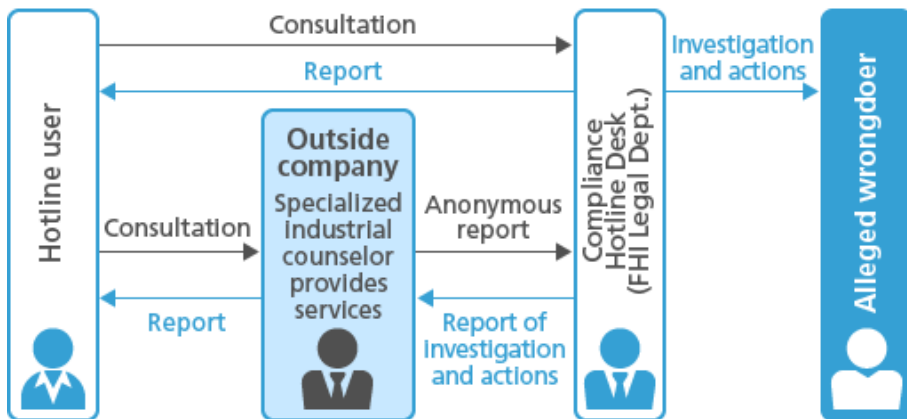 Consultation
Report
Investigation
and actions
Hotline user
Outside
company
Specialized
industrial
counselor
provides
services
Consultation
Report
Anonymous
report
Report of
investigation
and actions
Compliance
Hotline Desk
(FHI Legal Dept.)
Alleged wrongdoer